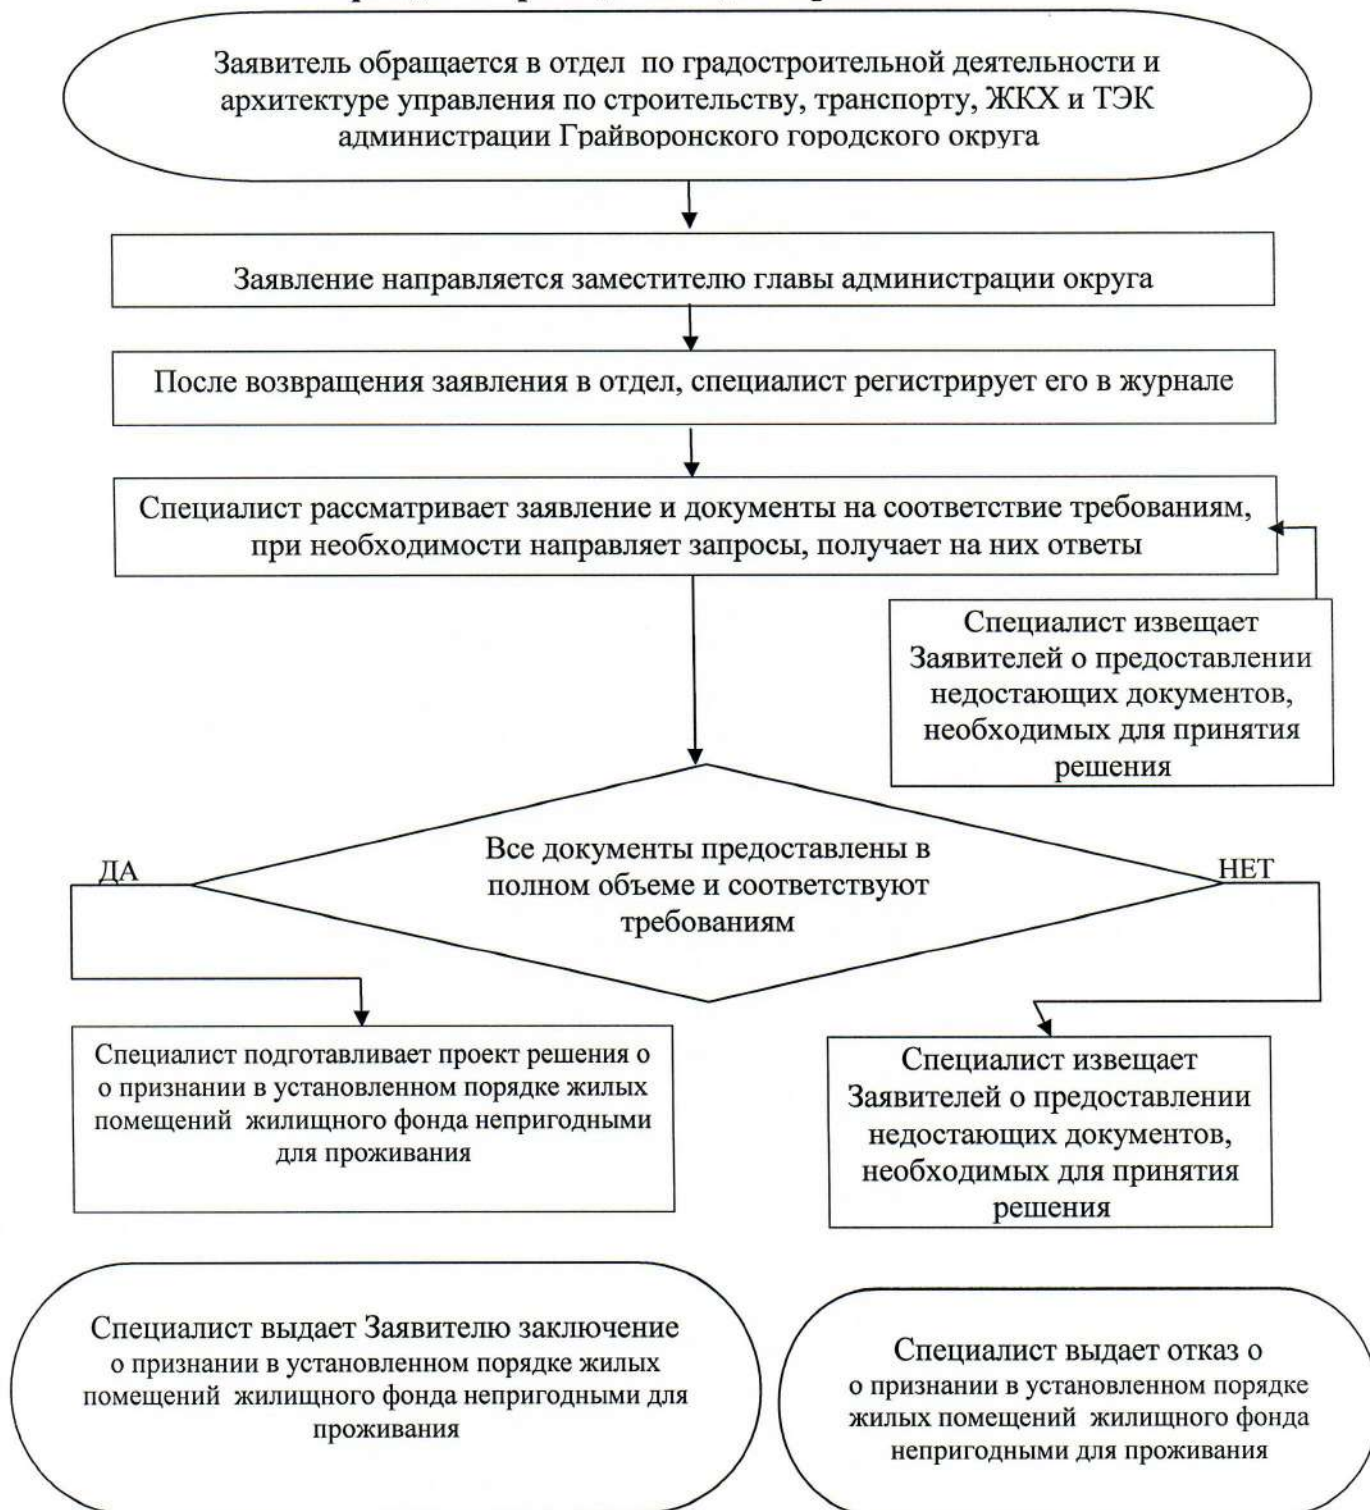 Заявитель обращается в отдел по градостроительной деятельности и
архитектуре управления по строительству, транспорту, ЖКХ и ТЭК
администрации Грайворонского городского округа
Заявление направляется заместителю главы администрации округа
После возвращения заявления в отдел, специалист регистрирует его в журнале
Специалист рассматривает заявление и документы на соответствие требованиям,
при необходимости направляет запросы, получает на них ответы
Специалист извещает
Заявителей о предоставлении
недостающих документов,
необходимых для принятия
решения
Все документы предоставлены в
полном объеме и соответствуют
требованиям
ДА
НЕТ
Специалист подготавливает проект решения о
о признании в установленном порядке жилых
помещений жилищного фонда непригодными
для проживания
Специалист извещает
Заявителей о предоставлении
недостающих документов,
необходимых для принятия
решения
Специалист выдает Заявителю заключение
о признании в установленном порядке жилых
помещений жилищного фонда непригодными для
проживания
Специалист выдает отказ о
о признании в установленном порядке
жилых помещений жилищного фонда
непригодными для проживания